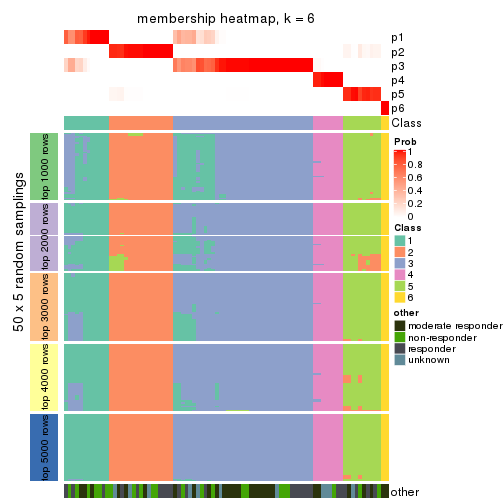 membership heatmap, k = 6
p1
p2
p3
p4
p5
p6
Class
50 x 5 random samplings
top 1000 rows
top 2000 rows
top 3000 rows
top 4000 rows
top 5000 rows
other
Prob
1
0.8
0.6
0.4
0.2
0
Class
1
2
3
4
5
6
other
moderate responder
non-responder
responder
unknown